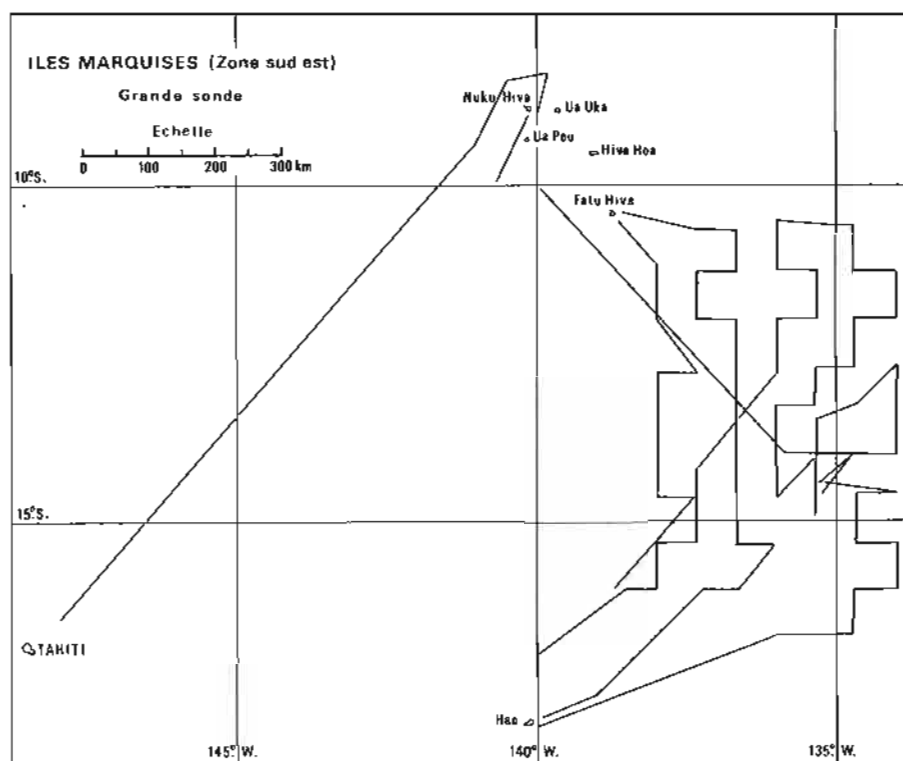 ILES MARQUISES (Zone sud est)
Grande sonde
Echelle
0 100 200 300 km
Nuku Hiva
Ua Uka
Ua Pou
Hiva Hoa
10°S.
Fatu Hiva
15°S.
TAHITI
Hao
145° W.
140° W.
135° W.